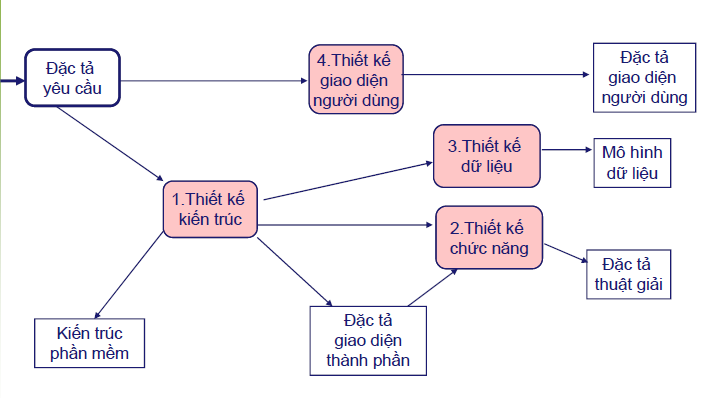 Đặc tả
yêu cầu
4.Thiết kế
giao diện
người dùng
Đặc tả
giao diện
người dùng
3.Thiết kế
dữ liệu
Mô hình
dữ liệu
1.Thiết kế
kiến trúc
2.Thiết kế
chức năng
Đặc tả
thuật giải
Kiến trúc
phần mềm
Đặc tả
giao diện
thành phần